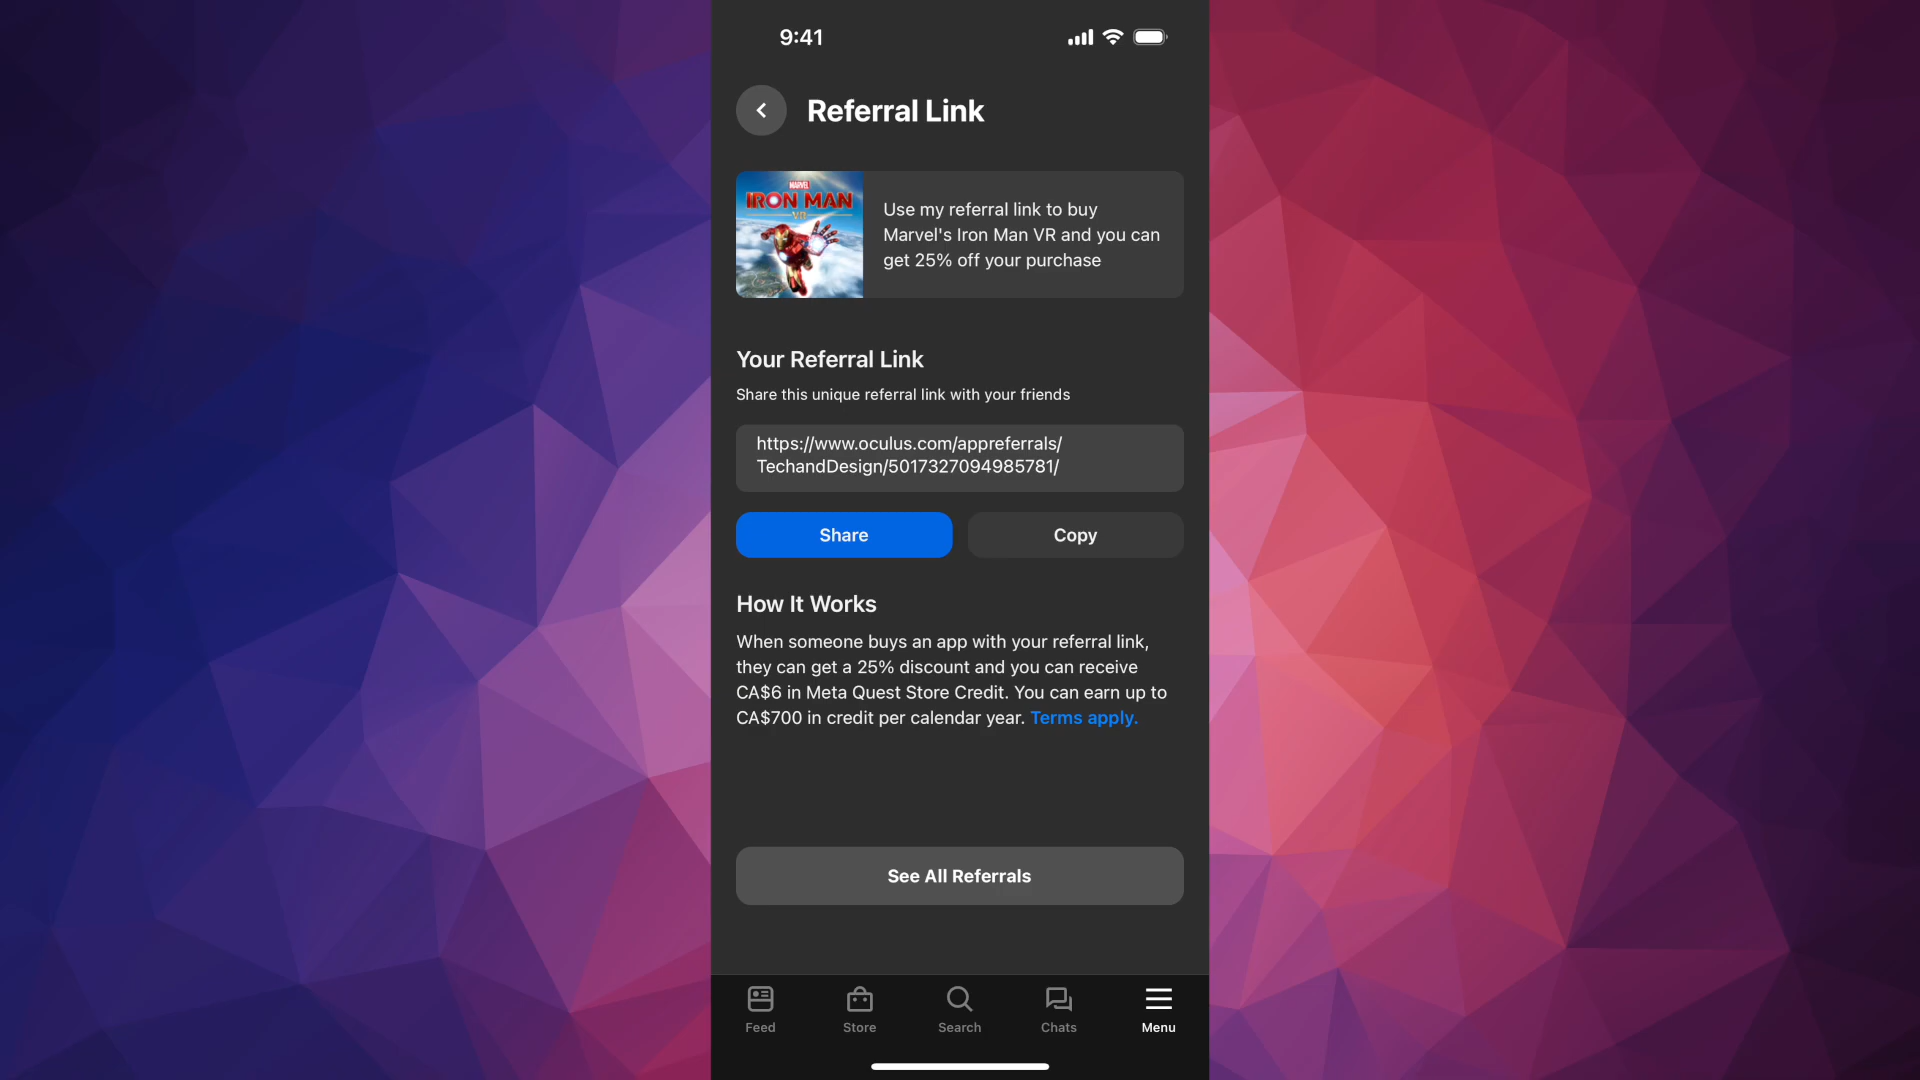 9:41
Referral Link
MARVEL
IRON MAN
VR
Use my referral link to buy
Marvel's Iron Man VR and you can
get 25% off your purchase
Your Referral Link
Share this unique referral link with your friends
https://www.oculus.com/appreferrals/
TechandDesign/5017327094985781/
Share
Copy
How It Works
When someone buys an app with your referral link,
they can get a 25% discount and you can receive
CA$6 in Meta Quest Store Credit. You can earn up to
CA$700 in credit per calendar year. Terms apply.
See All Referrals
Feed
Store
Search
Chats
Menu